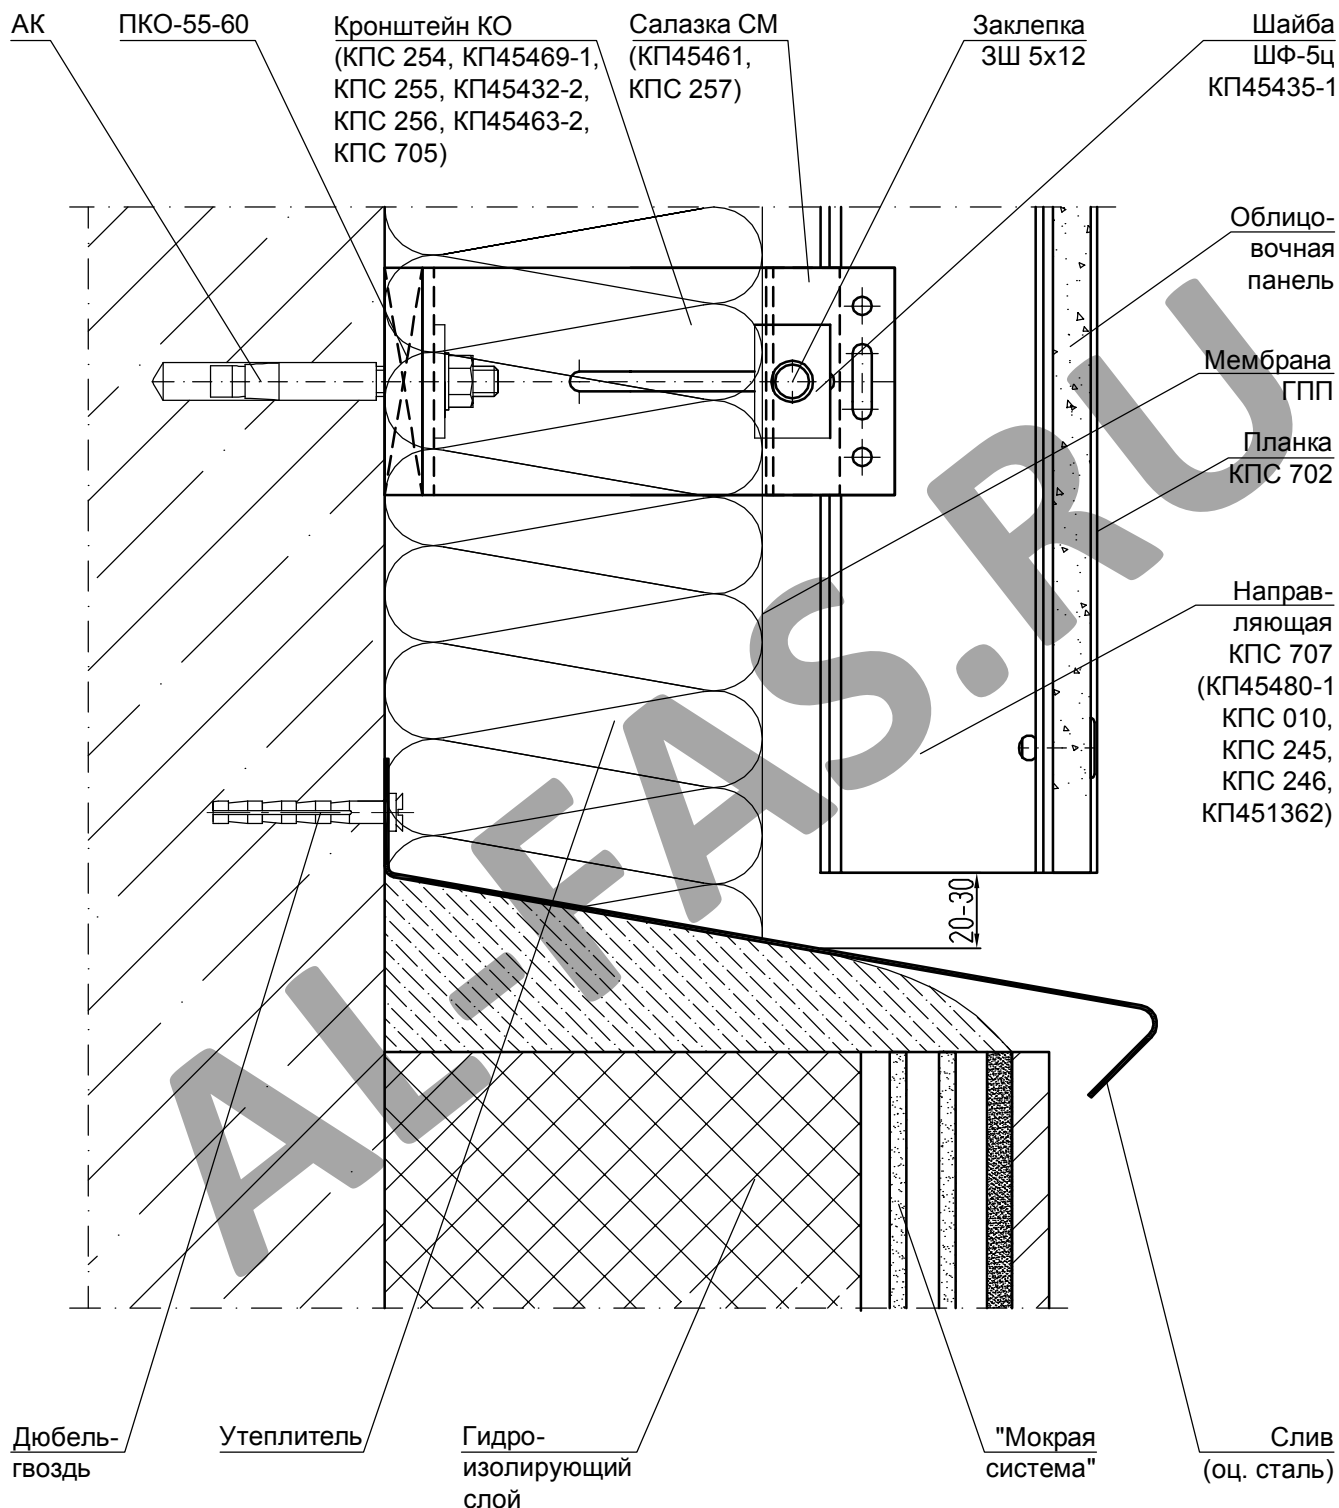 АК
ПКО-55-60
Кронштейн КО
(КПС 254, КП45469-1,
КПС 255, КП45432-2,
КПС 256, КП45463-2,
КПС 705)
Салазка СМ
(КП45461,
КПС 257)
Заклепка
ЗШ 5х12
Шайба
ШФ-5ц
КП45435-1
Облицо-
вочная
панель
Мембрана
ГПП
Планка
КПС 702
Направ-
ляющая
КПС 707
(КП45480-1
КПС 010,
КПС 245,
КПС 246,
КП451362)
20-30
AL-FAS.RU
Дюбель-
гвоздь
Утеплитель
Гидро-
изолирующий
слой
"Мокрая
система"
Слив
(оц. сталь)